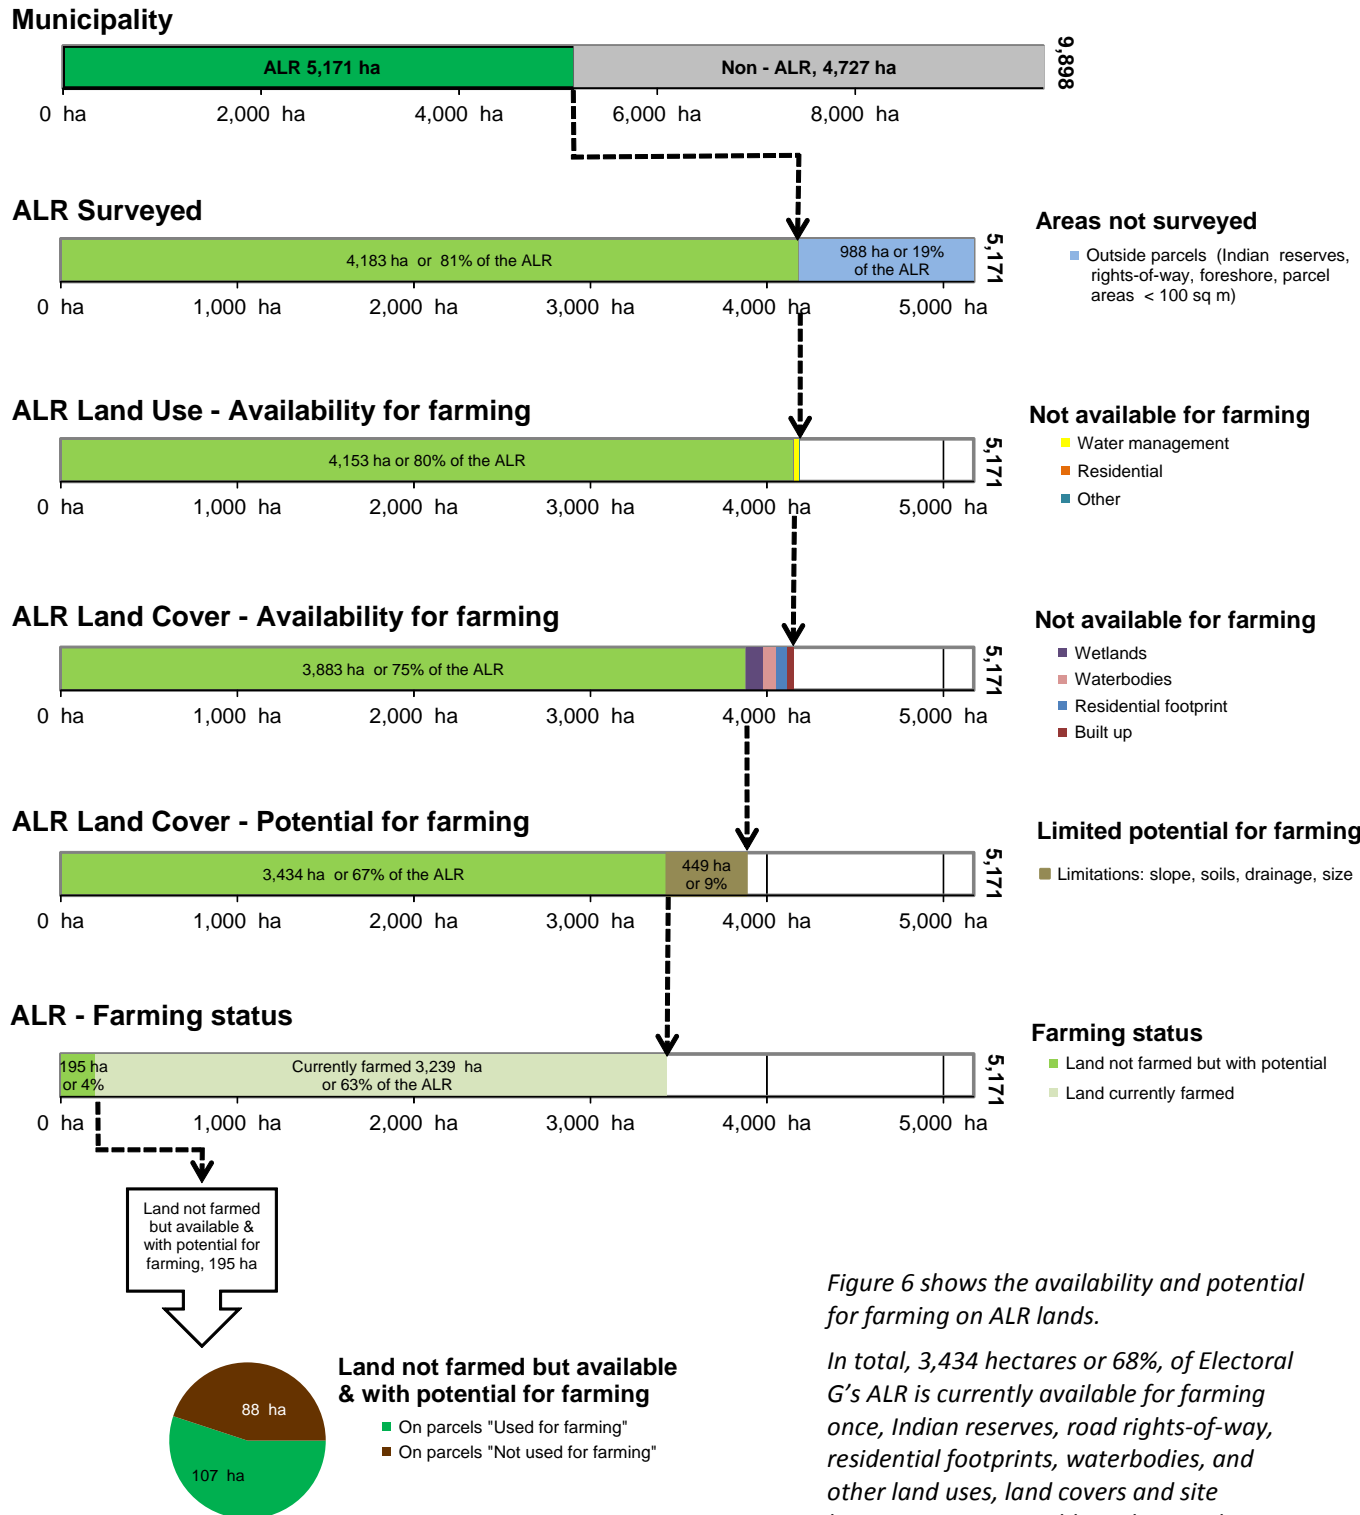 Municipality
ALR 5,171 ha
Non - ALR, 4,727 ha
9,898
0 ha 2,000 ha 4,000 ha 6,000 ha 8,000 ha
ALR Surveyed
4,183 ha or 81% of the ALR
988 ha or 19%
of the ALR
5,171
0 ha 1,000 ha 2,000 ha 3,000 ha 4,000 ha 5,000 ha
Areas not surveyed
Outside parcels (Indian reserves,
rights-of-way, foreshore, parcel
areas < 100 sq m)
ALR Land Use - Availability for farming
4,153 ha or 80% of the ALR
5,171
0 ha 1,000 ha 2,000 ha 3,000 ha 4,000 ha 5,000 ha
Not available for farming
Water management
Residential
Other
ALR Land Cover - Availability for farming
3,883 ha or 75% of the ALR
5,171
0 ha 1,000 ha 2,000 ha 3,000 ha 4,000 ha 5,000 ha
Not available for farming
Wetlands
Waterbodies
Residential footprint
Built up
ALR Land Cover - Potential for farming
3,434 ha or 67% of the ALR
449 ha
or 9%
5,171
0 ha 1,000 ha 2,000 ha 3,000 ha 4,000 ha 5,000 ha
Limited potential for farming
Limitations: slope, soils, drainage, size
ALR - Farming status
195 ha
or 4%
Currently farmed 3,239 ha
or 63% of the ALR
5,171
0 ha 1,000 ha 2,000 ha 3,000 ha 4,000 ha 5,000 ha
Farming status
Land not farmed but with potential
Land currently farmed
Land not farmed
but available &
with potential for
farming, 195 ha
88 ha
107 ha
Land not farmed but available
& with potential for farming
On parcels "Used for farming"
On parcels "Not used for farming"
Figure 6 shows the availability and potential
for farming on ALR lands.
In total, 3,434 hectares or 68%, of Electoral
G's ALR is currently available for farming
once, Indian reserves, road rights-of-way,
residential footprints, waterbodies, and
other land uses, land covers and site